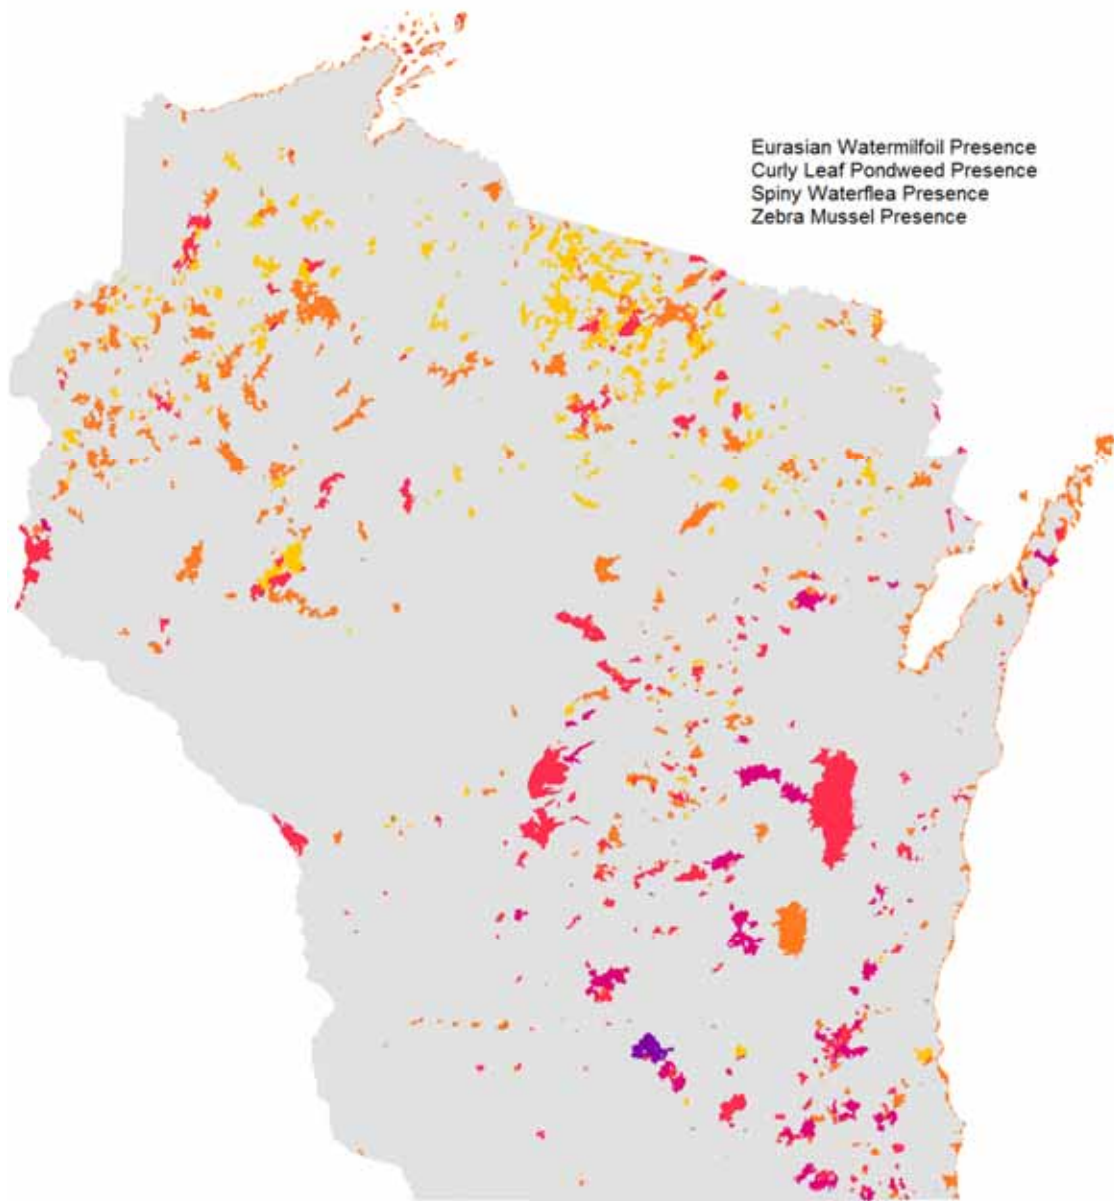 Eurasian Watermilfoil Presence
Curly Leaf Pondweed Presence
Spiny Waterflea Presence
Zebra Mussel Presence